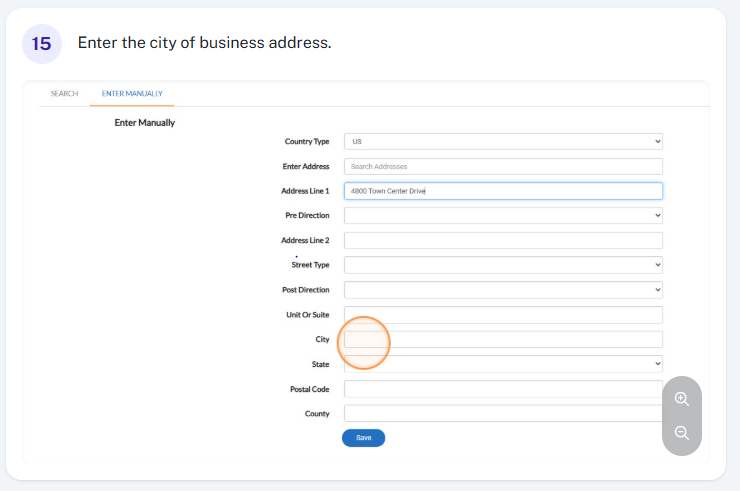 15 Enter the city of business address.
SEARCH ENTER MANUALLY
Enter Manually
Country Type US
Enter Address Search Addresses
Address Line 1 4800 Town Center Drive
Pre Direction
Address Line 2
Street Type
Post Direction
Unit Or Suite
City
State
Postal Code
County
Save